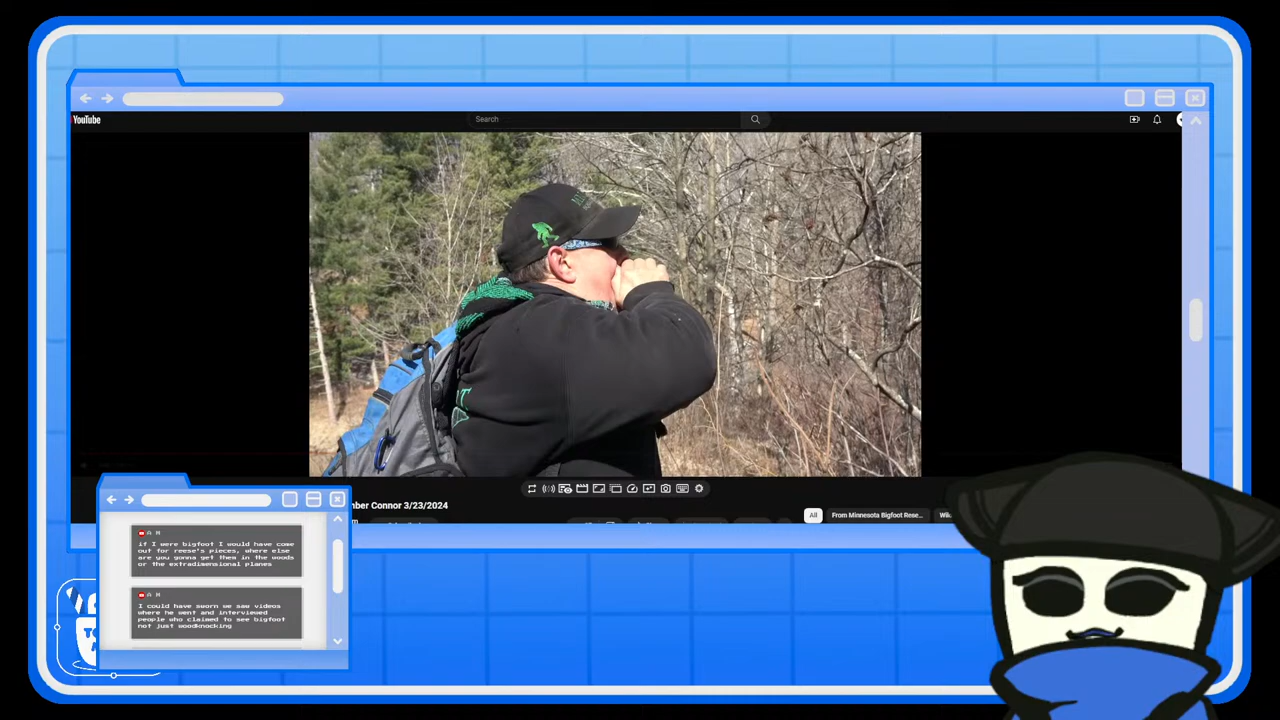 YouTube
Search
mber Connor 3/23/2024
All
From Minnesota Bigfoot Rese...
A M
if I were bigfoot I would have come
out for reese's pieces, where else
are you gonna get them in the woods
or the extradimensional planes
A M
I could have sworn we saw videos
where he went and interviewed
people who claimed to see bigfoot
not just woodknocking